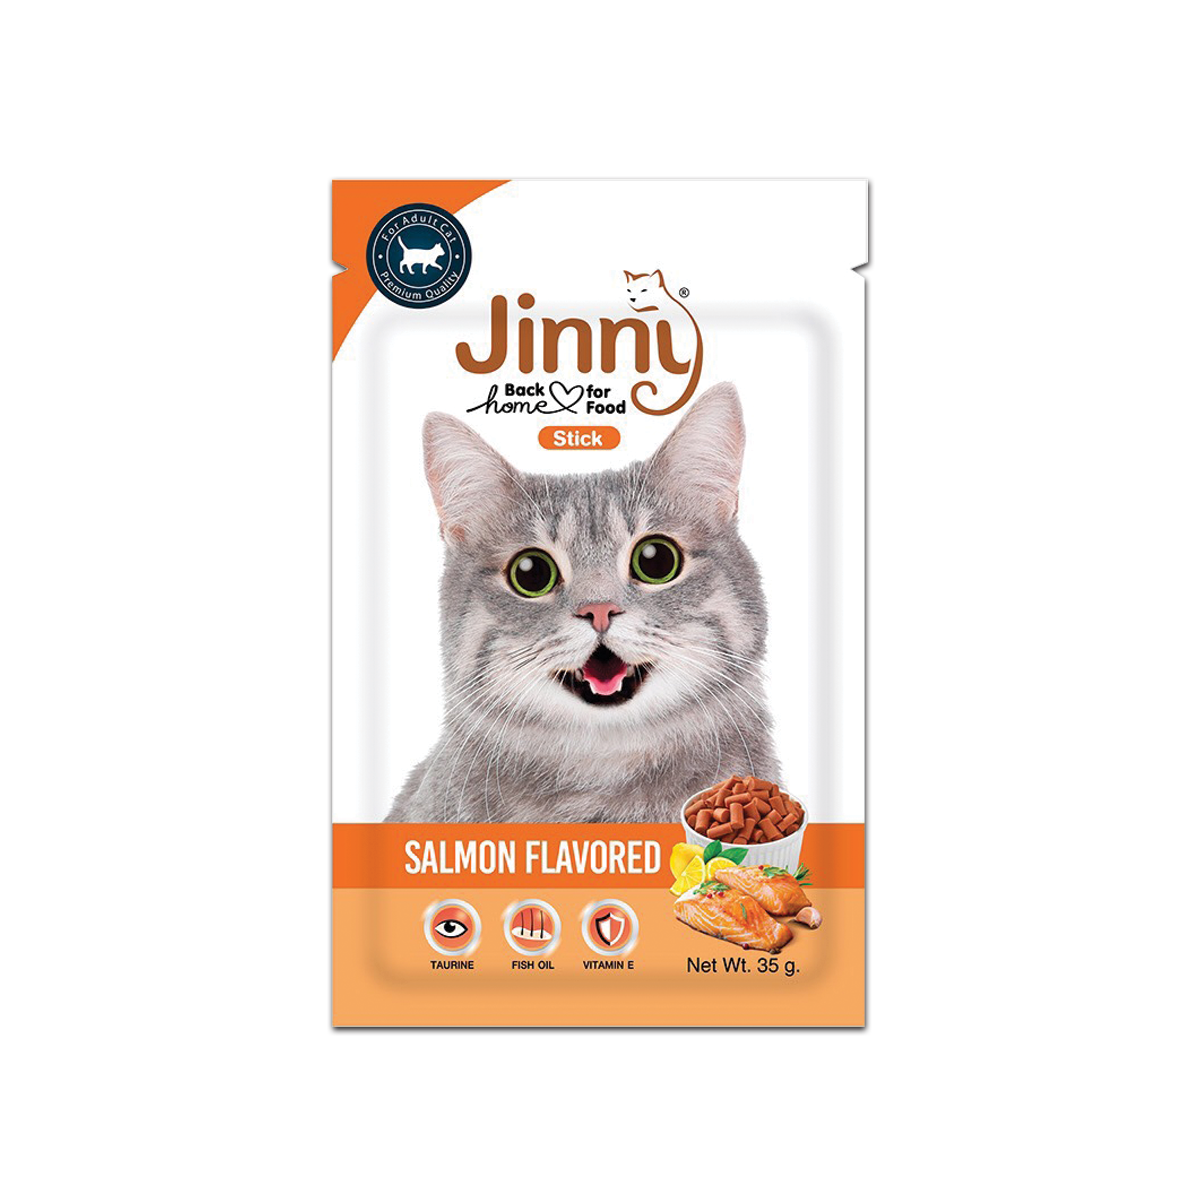 For Adult Cat
Premium Quality
Jinny®
Back home for Food
Stick
SALMON FLAVORED
TAURINE
FISH OIL
VITAMIN E
Net Wt. 35 g.